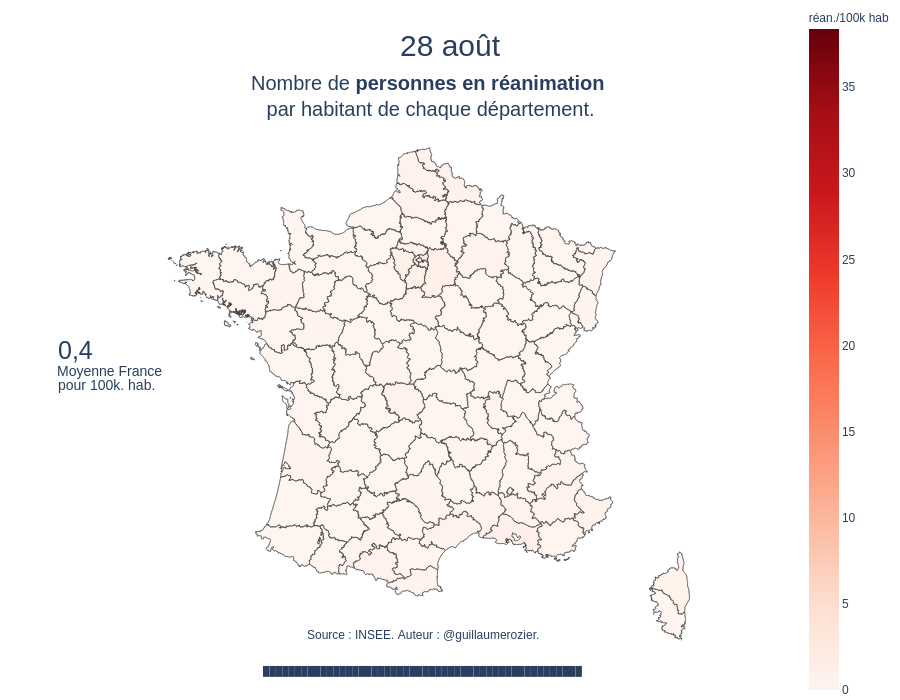 réan./100k hab
28 août
Nombre de personnes en réanimation
par habitant de chaque département.
35
30
25
20
15
10
5
0
0,4
Moyenne France
pour 100k. hab.
Source : INSEE. Auteur : @guillaumerozier.